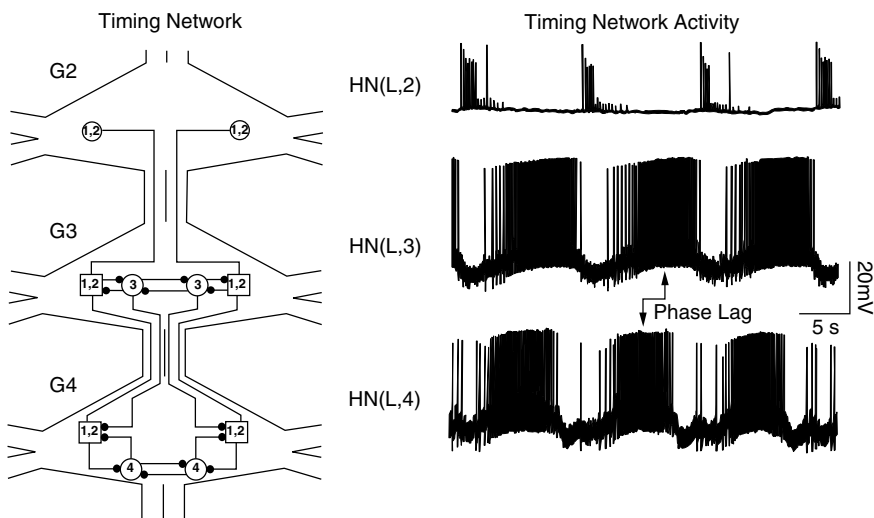 Timing Network
G2
1,2 1,2
G3
1,2 3 3 1,2
G4
1,2 1,2
4 4
Timing Network Activity
HN(L,2)
HN(L,3)
Phase Lag
20mV
5 s
HN(L,4)